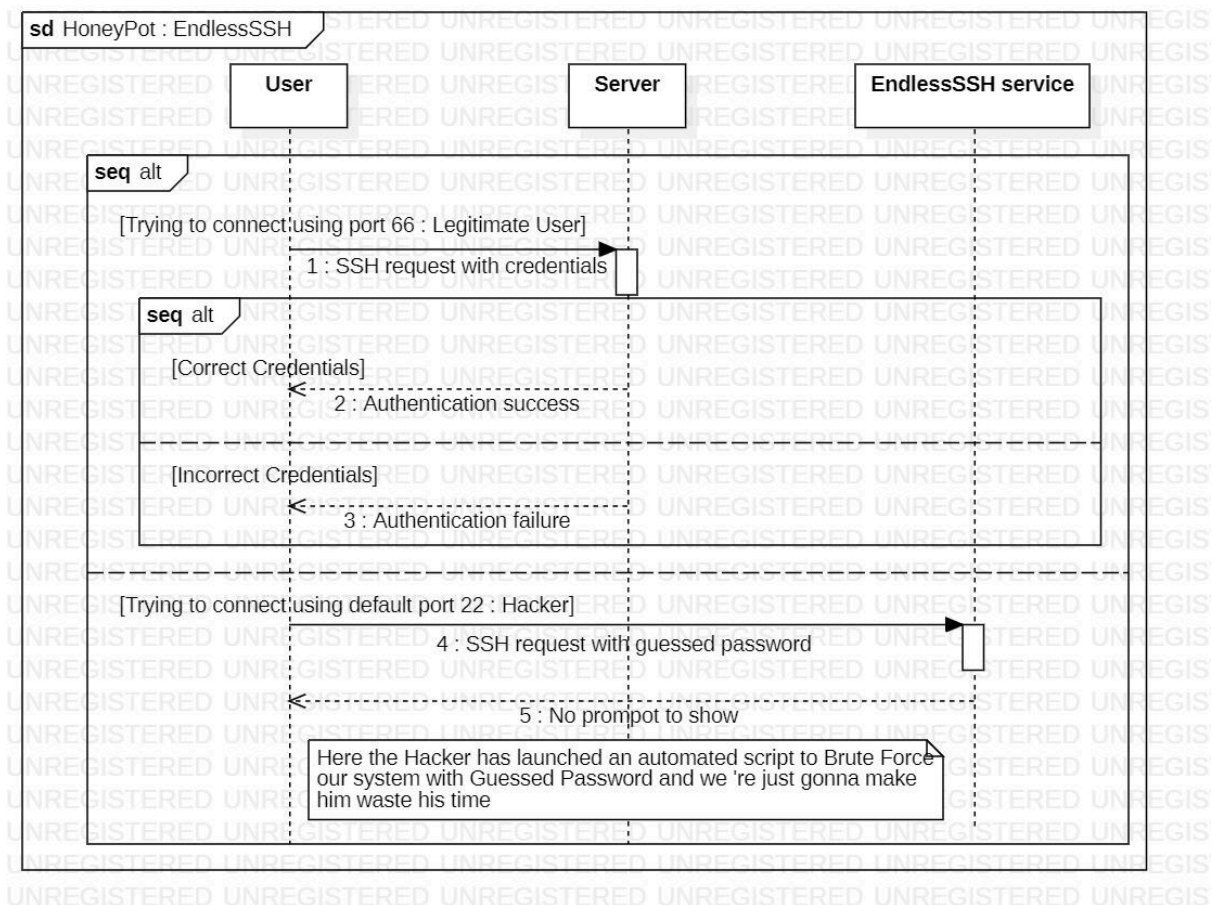 sd HoneyPot : EndlessSSH
User
Server
EndlessSSH service
seq alt
[Trying to connect using port 66 : Legitimate User]
1 : SSH request with credentials
seq alt
[Correct Credentials]
2 : Authentication success
[Incorrect Credentials]
3 : Authentication failure
[Trying to connect using default port 22 : Hacker]
4 : SSH request with guessed password
5 : No prompot to show
Here the Hacker has launched an automated script to Brute Force
our system with Guessed Password and we 're just gonna make
him waste his time
UNREGISTERED